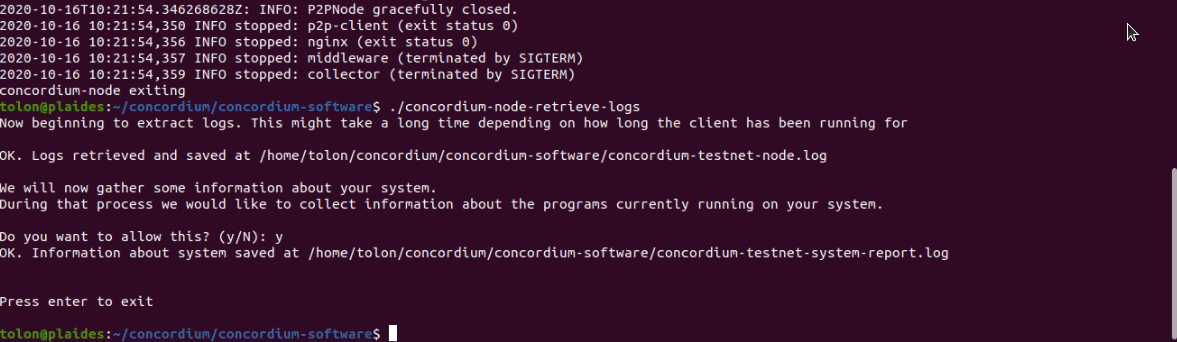 2020-10-16T10:21:54.346268628Z: INFO: P2PNode gracefully closed.
2020-10-16 10:21:54,350 INFO stopped: p2p-client (exit status 0)
2020-10-16 10:21:54,356 INFO stopped: nginx (exit status 0)
2020-10-16 10:21:54,357 INFO stopped: middleware (terminated by SIGTERM)
2020-10-16 10:21:54,359 INFO stopped: collector (terminated by SIGTERM)
concordium-node exiting
tolon@plaides:~/concordium/concordium-software$ ./concordium-node-retrieve-logs
Now beginning to extract logs. This might take a long time depending on how long the client has been running for
OK. Logs retrieved and saved at /home/tolon/concordium/concordium-software/concordium-testnet-node.log
We will now gather some information about your system.
During that process we would like to collect information about the programs currently running on your system.
Do you want to allow this? (y/N): y
OK. Information about system saved at /home/tolon/concordium/concordium-software/concordium-testnet-system-report.log
Press enter to exit
tolon@plaides:~/concordium/concordium-software$